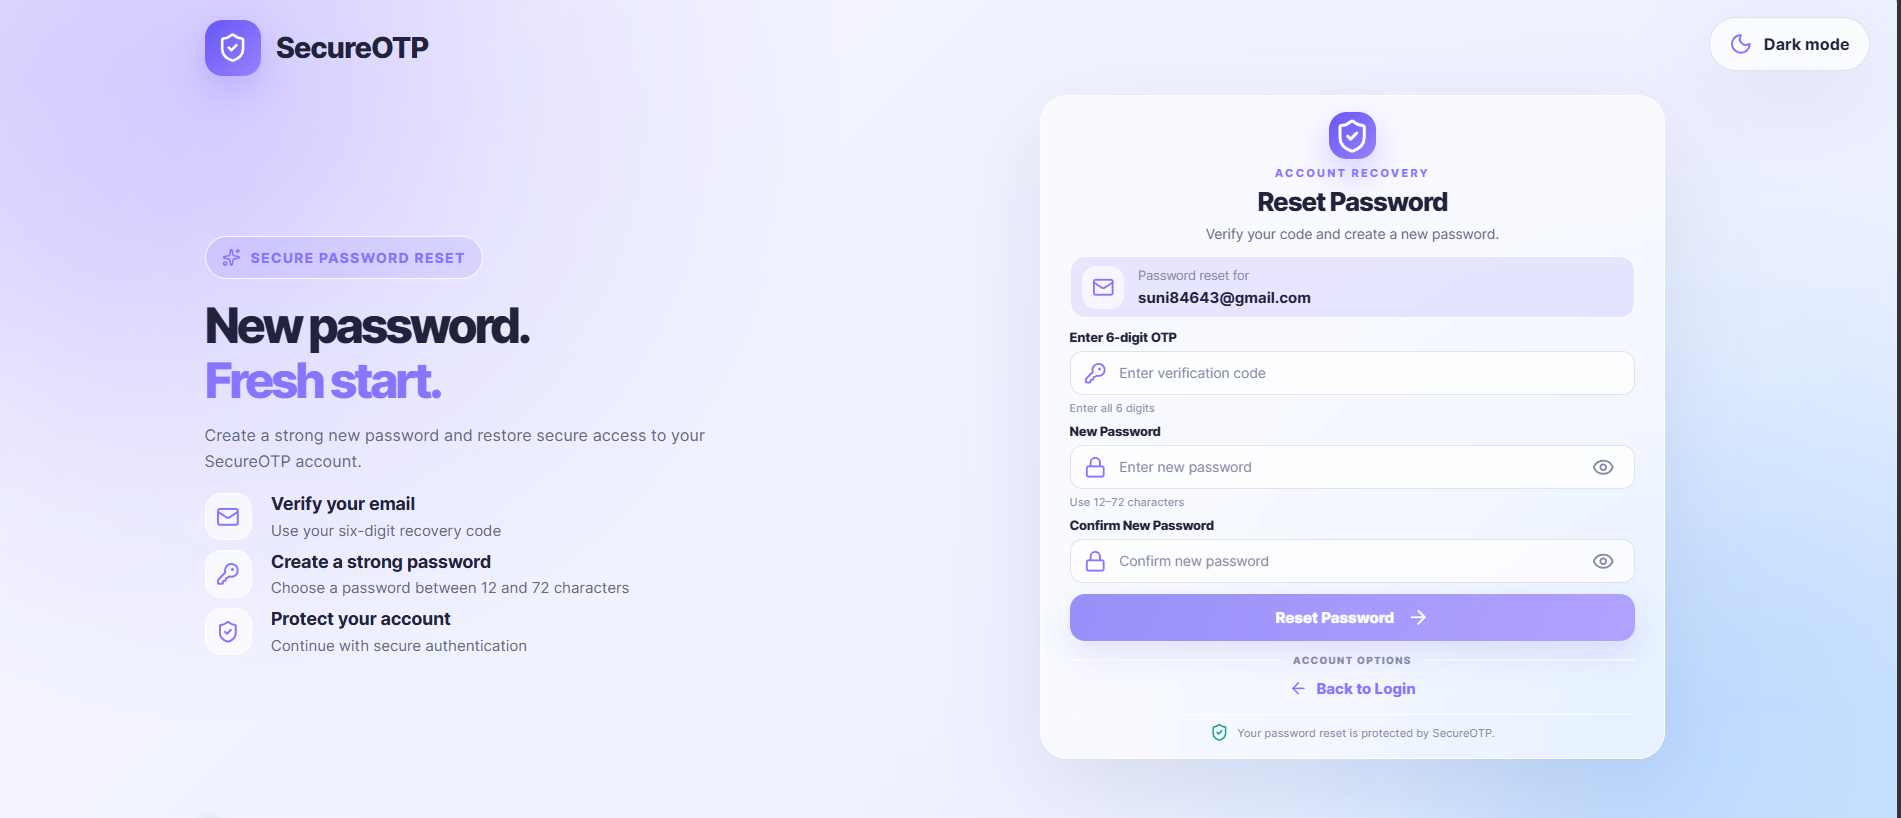 SecureOTP
Dark mode
SECURE PASSWORD RESET
New password.
Fresh start.
Create a strong new password and restore secure access to your
SecureOTP account.
Verify your email
Use your six-digit recovery code
Create a strong password
Choose a password between 12 and 72 characters
Protect your account
Continue with secure authentication
ACCOUNT RECOVERY
Reset Password
Verify your code and create a new password.
Password reset for
suni84643@gmail.com
Enter 6-digit OTP
Enter verification code
Enter all 6 digits
New Password
Enter new password
Use 12–72 characters
Confirm New Password
Confirm new password
Reset Password
ACCOUNT OPTIONS
Back to Login
Your password reset is protected by SecureOTP.